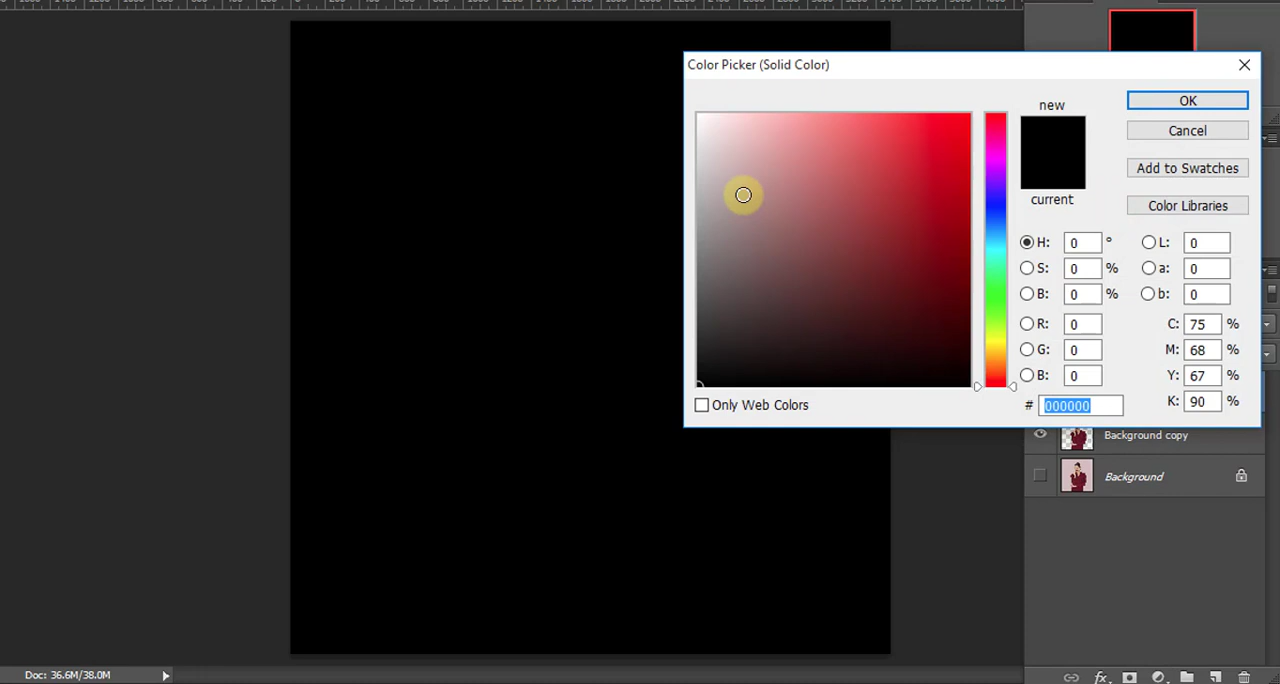 Color Picker (Solid Color)
new
OK
Cancel
Add to Swatches
current
Color Libraries
H: 0 °
L: 0
S: 0 %
a: 0
B: 0 %
b: 0
R: 0
C: 75 %
G: 0
M: 68 %
B: 0
Y: 67 %
# 000000
K: 90 %
Only Web Colors
Background copy
Background
fx
Doc: 36.6M/38.0M